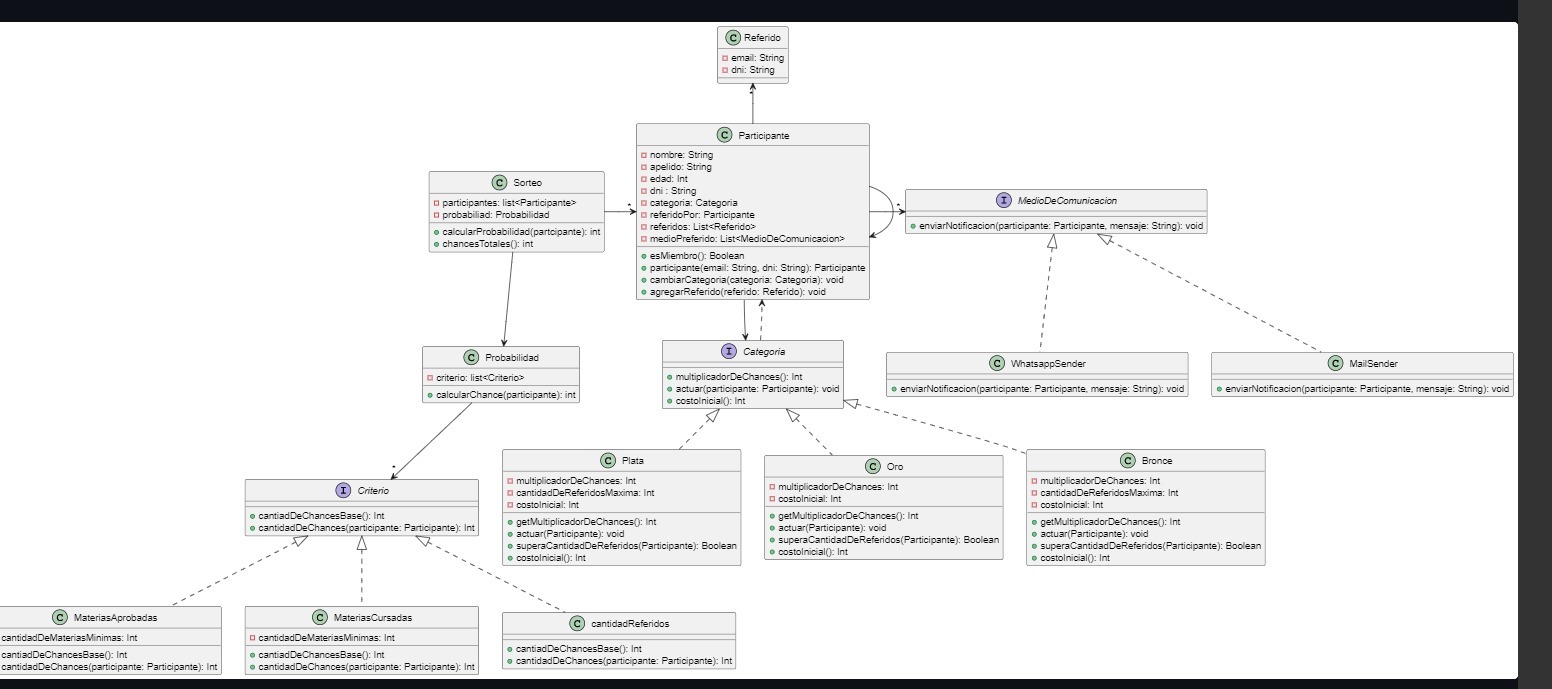 C Referido
email: String
dni: String
C Participante
nombre: String
apelido: String
edad: Int
dni : String
categoria: Categoria
referidoPor: Participante
referidos: List<Referido>
medioPreferido: List<MedioDeComunicacion>
esMiembro(): Boolean
participante(email: String, dni: String): Participante
cambiarCategoria(categoria: Categoria): void
agregarReferido(referido: Referido): void
C Sorteo
participantes: list<Participante>
probabiliad: Probabilidad
calcularProbabilidad(partcipante): int
chancesTotales(): int
I MedioDeComunicacion
enviarNotificacion(participante: Participante, mensaje: String): void
C Probabilidad
criterio: list<Criterio>
calcularChance(participante): int
I Categoria
multiplicadorDeChances(): Int
actuar(participante: Participante): void
costoInicial(): Int
C WhatsappSender
enviarNotificacion(participante: Participante, mensaje: String): void
C MailSender
enviarNotificacion(participante: Participante, mensaje: String): void
I Criterio
cantiadDeChancesBase(): Int
cantidadDeChances(participante: Participante): Int
C Plata
multiplicadorDeChances: Int
cantidadDeReferidosMaxima: Int
costoInicial: Int
getMultiplicadorDeChances(): Int
actuar(Participante): void
superaCantidadDeReferidos(Participante): Boolean
costoInicial(): Int
C Oro
multiplicadorDeChances: Int
costoInicial: Int
getMultiplicadorDeChances(): Int
actuar(Participante): void
superaCantidadDeReferidos(Participante): Boolean
costoInicial(): Int
C Bronce
multiplicadorDeChances: Int
cantidadDeReferidosMaxima: Int
costoInicial: Int
getMultiplicadorDeChances(): Int
actuar(Participante): void
superaCantidadDeReferidos(Participante): Boolean
costoInicial(): Int
C MateriasAprobadas
cantidadDeMateriasMinimas: Int
cantiadDeChancesBase(): Int
cantidadDeChances(participante: Participante): Int
C MateriasCursadas
cantidadDeMateriasMinimas: Int
cantiadDeChancesBase(): Int
cantidadDeChances(participante: Participante): Int
C cantidadReferidos
cantiadDeChancesBase(): Int
cantidadDeChances(participante: Participante): Int